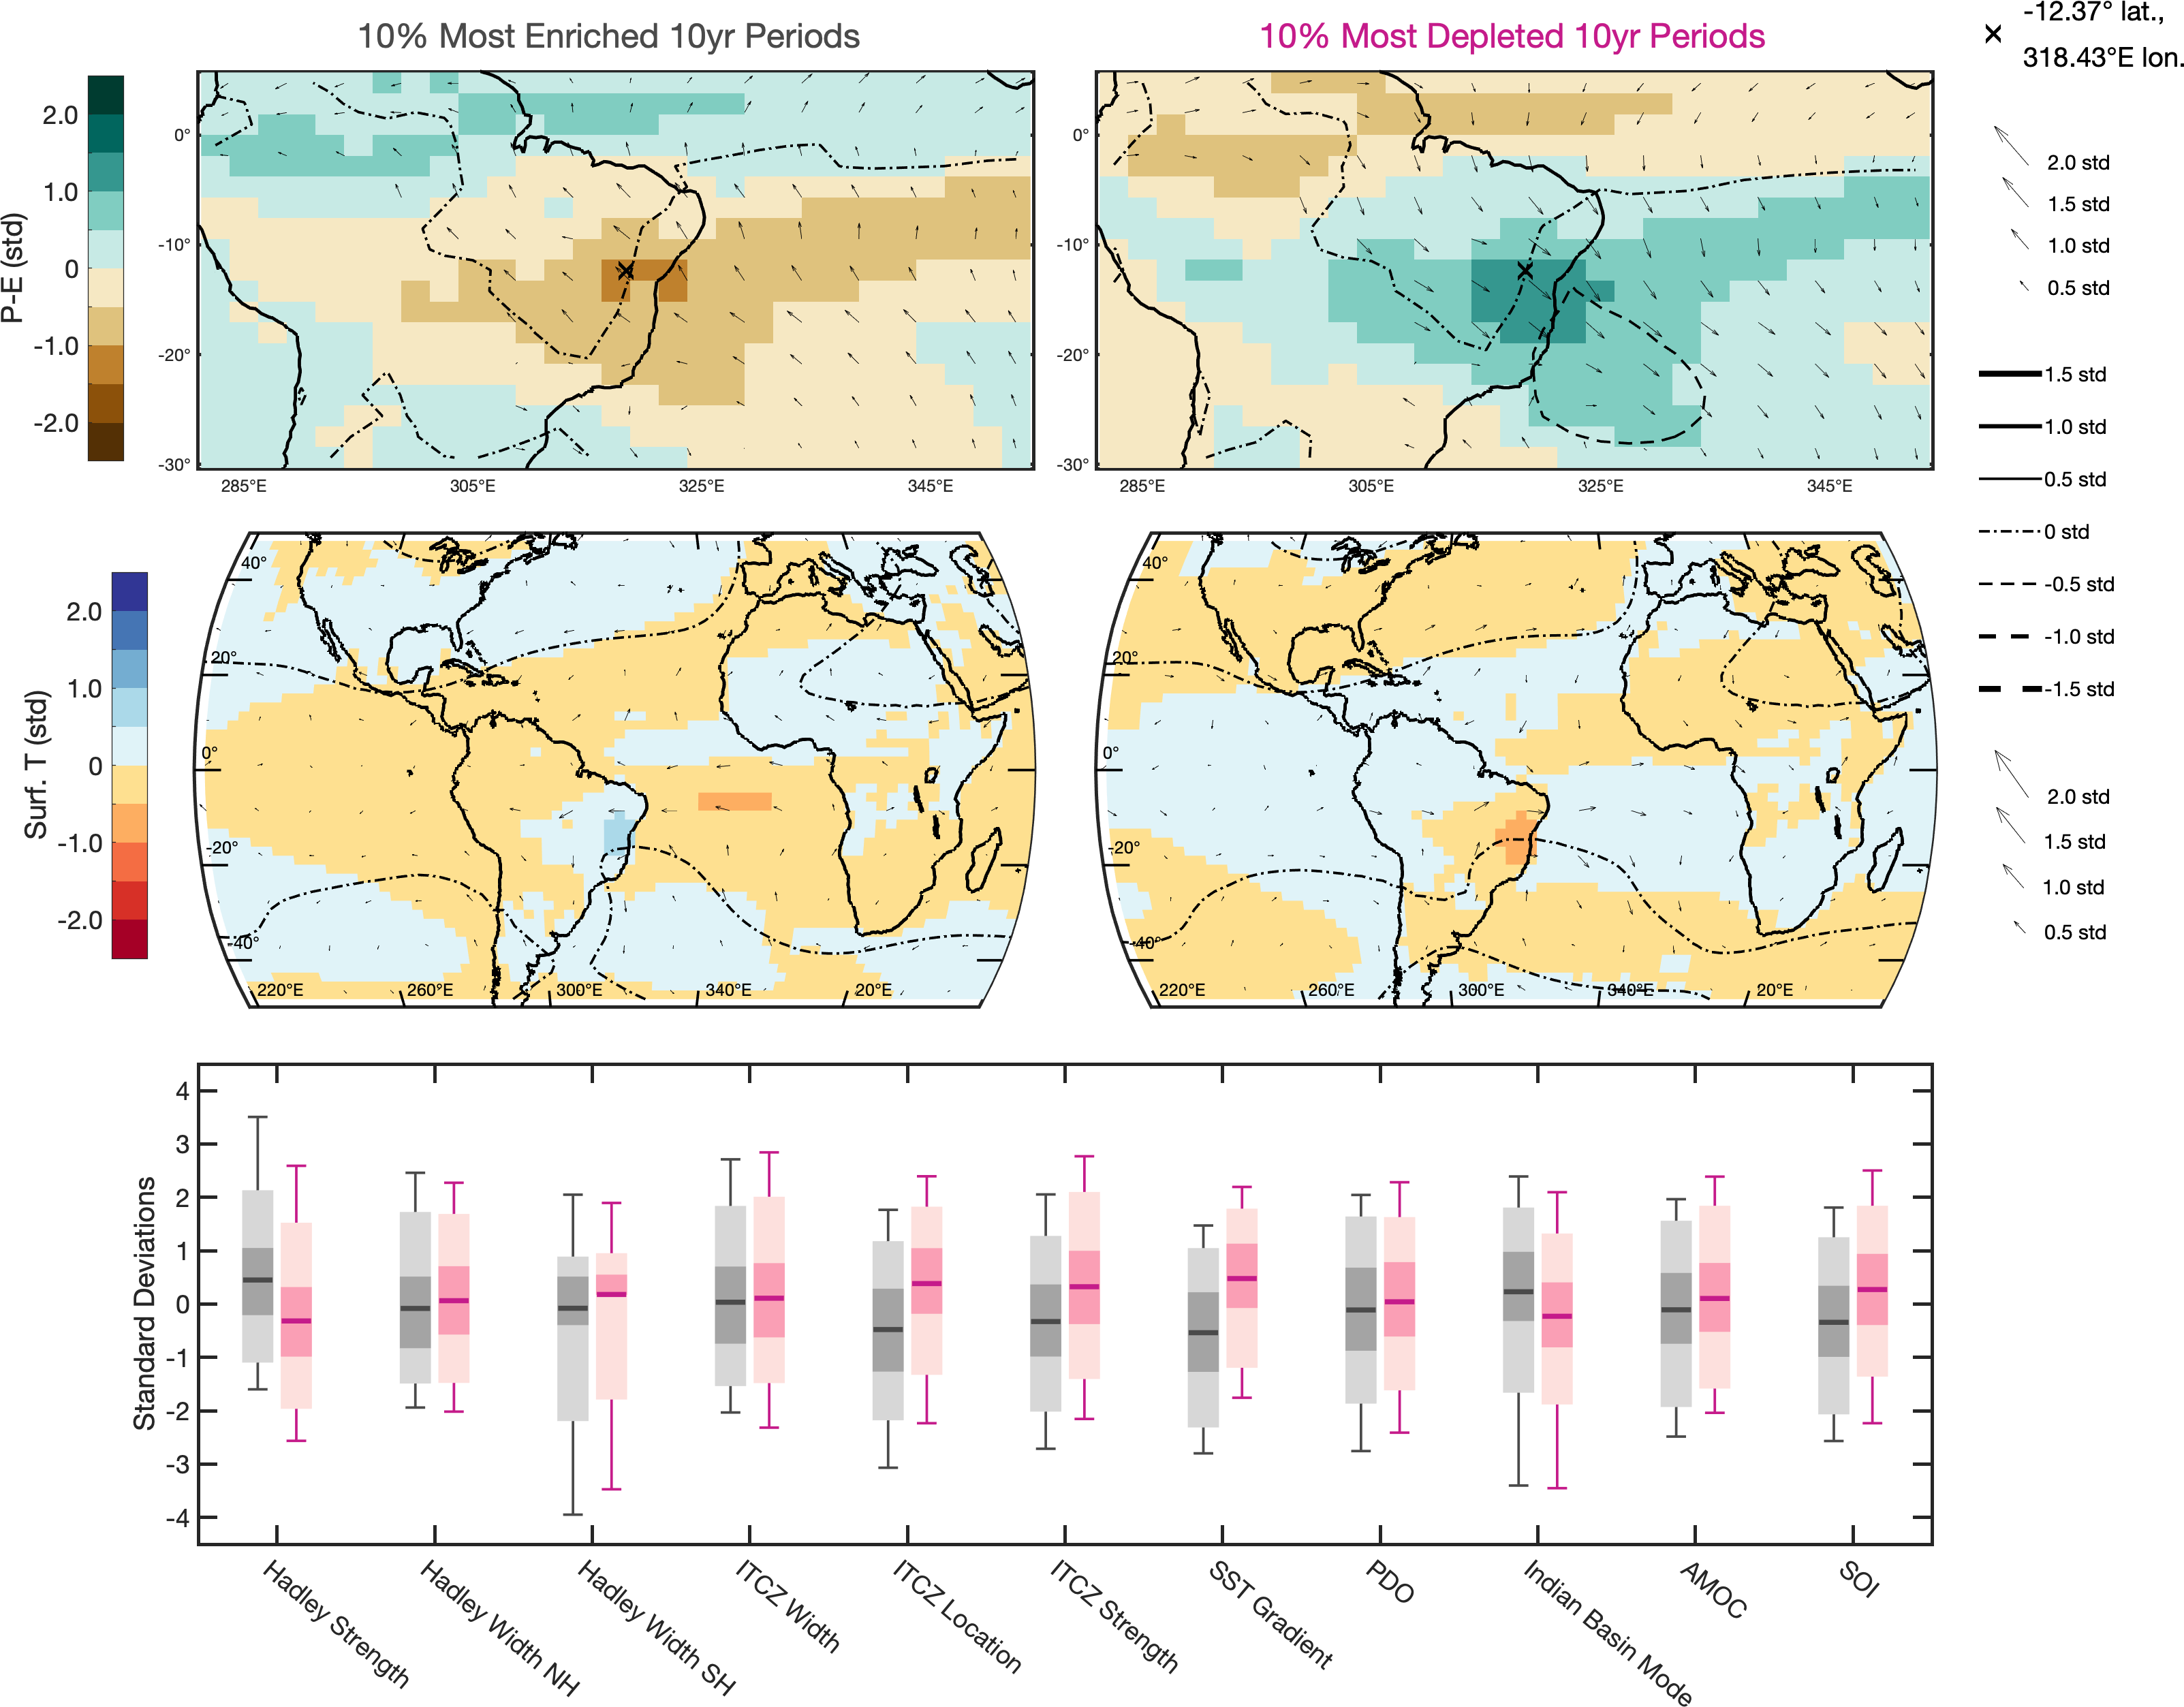 10% Most Enriched 10yr Periods
10% Most Depleted 10yr Periods
-12.37° lat.,
318.43°E lon.
P-E (std)
2.0
1.0
0
-1.0
-2.0
0°
-10°
-20°
-30°
285°E
305°E
325°E
345°E
0°
-10°
-20°
-30°
285°E
305°E
325°E
345°E
2.0 std
1.5 std
1.0 std
0.5 std
1.5 std
1.0 std
0.5 std
0 std
-0.5 std
-1.0 std
-1.5 std
Surf. T (std)
2.0
1.0
0
-1.0
-2.0
40°
20°
0°
-20°
-40°
220°E
260°E
300°E
340°E
20°E
40°
20°
0°
-20°
-40°
220°E
260°E
300°E
340°E
20°E
2.0 std
1.5 std
1.0 std
0.5 std
Standard Deviations
4
3
2
1
0
-1
-2
-3
-4
Hadley Strength
Hadley Width NH
Hadley Width SH
ITCZ Width
ITCZ Location
ITCZ Strength
SST Gradient
PDO
Indian Basin Mode
AMOC
SOI